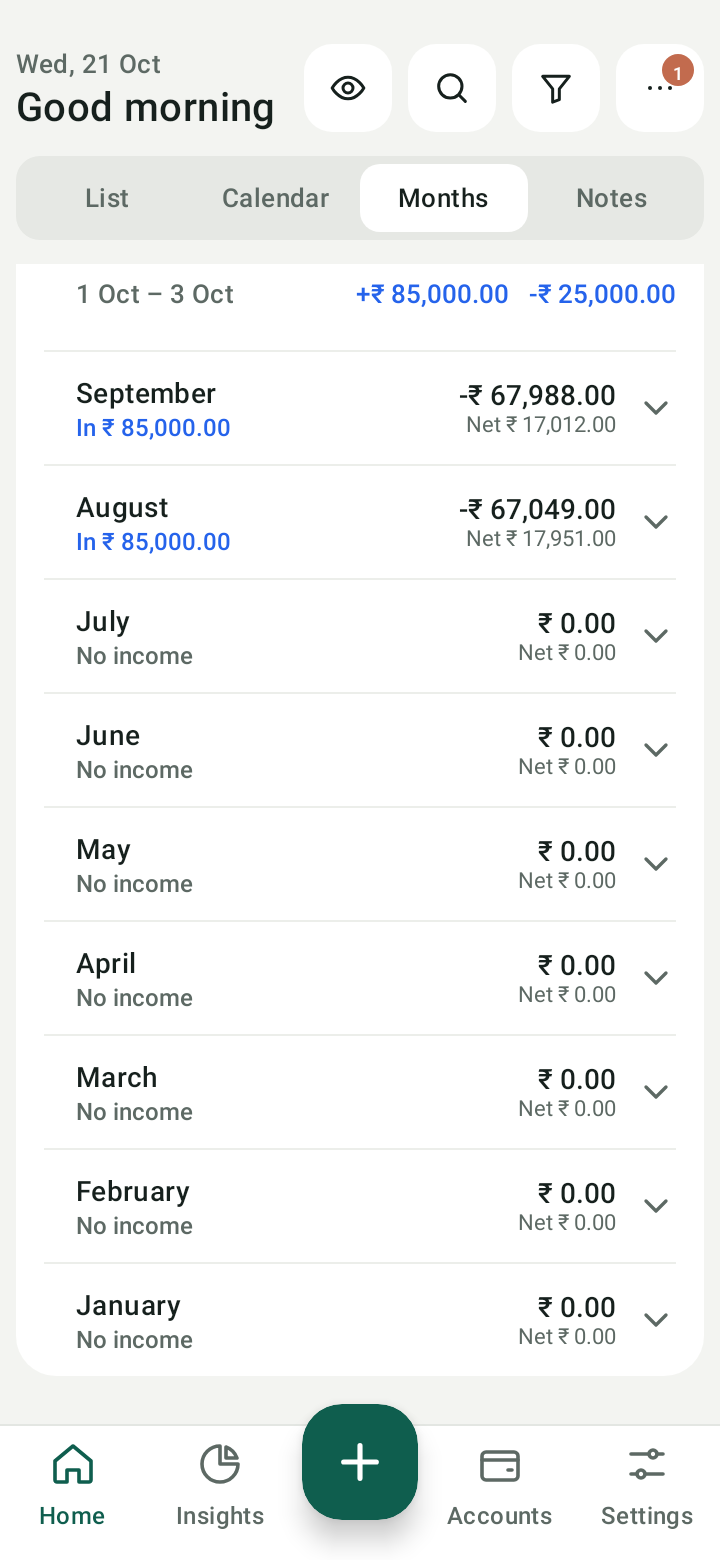 Wed, 21 Oct
Good morning
1
List Calendar Months Notes
1 Oct – 3 Oct +₹ 85,000.00 -₹ 25,000.00
September -₹ 67,988.00
In ₹ 85,000.00 Net ₹ 17,012.00
August -₹ 67,049.00
In ₹ 85,000.00 Net ₹ 17,951.00
July ₹ 0.00
No income Net ₹ 0.00
June ₹ 0.00
No income Net ₹ 0.00
May ₹ 0.00
No income Net ₹ 0.00
April ₹ 0.00
No income Net ₹ 0.00
March ₹ 0.00
No income Net ₹ 0.00
February ₹ 0.00
No income Net ₹ 0.00
January ₹ 0.00
No income Net ₹ 0.00
Home Insights Accounts Settings